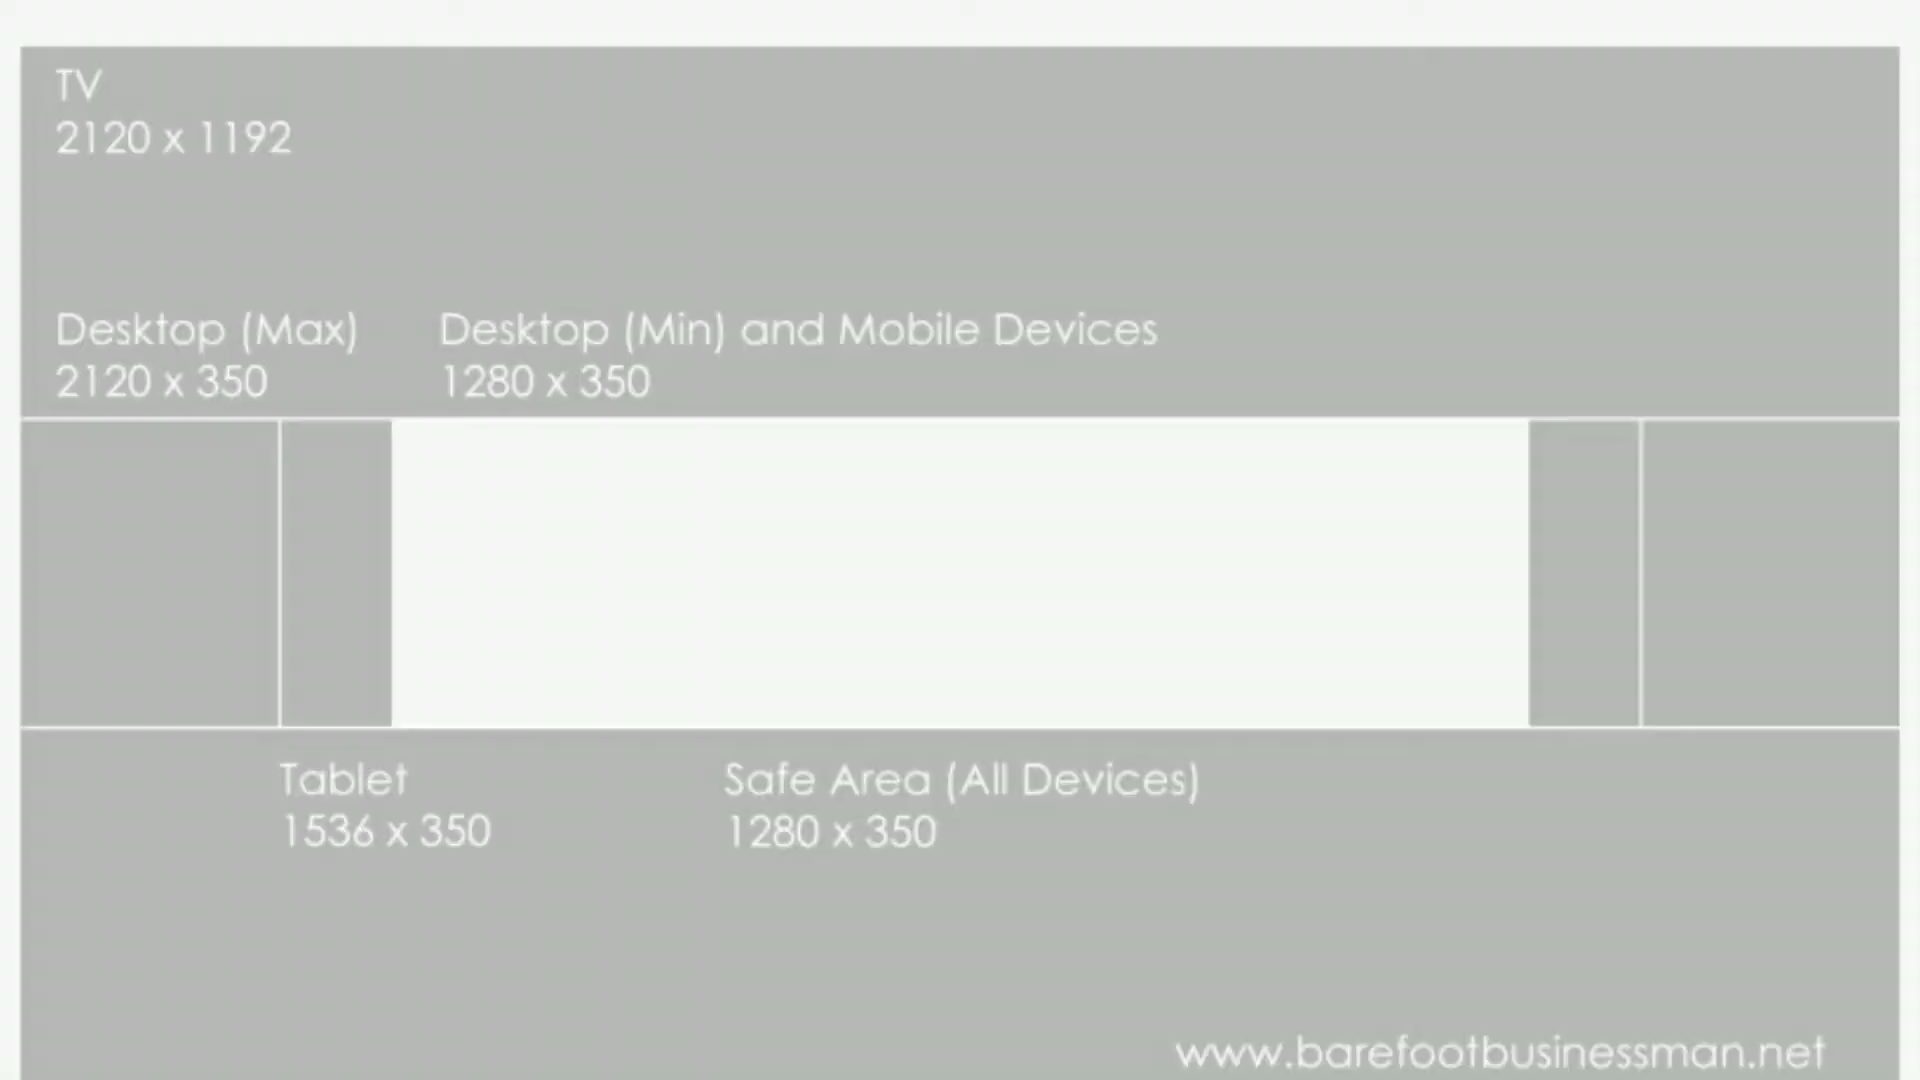 TV
2120 x 1192
Desktop (Max)
2120 x 350
Desktop (Min) and Mobile Devices
1280 x 350
Tablet
1536 x 350
Safe Area (All Devices)
1280 x 350
www.barefootbusinessman.net